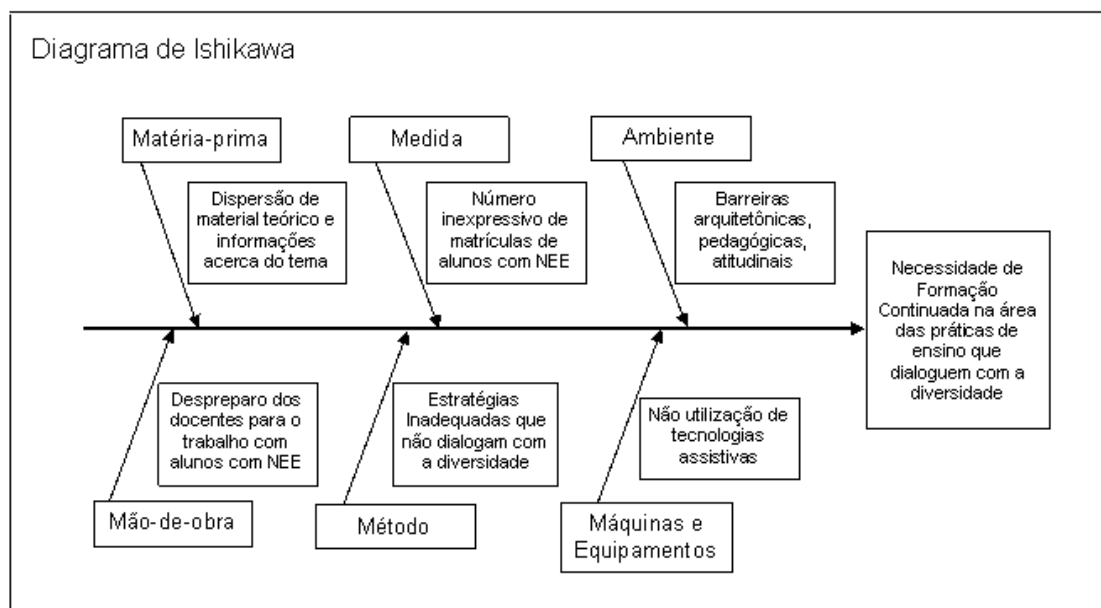 Diagrama de Ishikawa
Matéria-prima
Medida
Ambiente
Dispersão de
material teórico e
informações
acerca do tema
Número
inexpressivo de
matrículas de
alunos com NEE
Barreiras
arquitetônicas,
pedagógicas,
atitudinais
Necessidade de
Formação
Continuada na área
das práticas de
ensino que
dialoguem com a
diversidade
Despreparo dos
docentes para o
trabalho com
alunos com NEE
Estratégias
Inadequadas que
não dialogam com
a diversidade
Não utilização de
tecnologias
assistivas
Mão-de-obra
Método
Máquinas e
Equipamentos